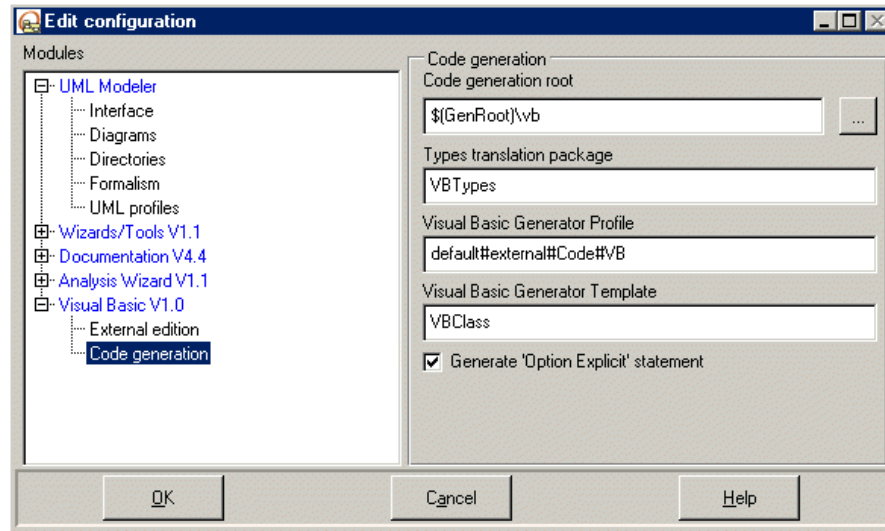 Edit configuration
Modules
UML Modeler
Interface
Diagrams
Directories
Formalism
UML profiles
Wizards/Tools V1.1
Documentation V4.4
Analysis Wizard V1.1
Visual Basic V1.0
External edition
Code generation
Code generation
Code generation root
$(GenRoot)\vb
...
Types translation package
VBTypes
Visual Basic Generator Profile
default#external#Code#VB
Visual Basic Generator Template
VBClass
Generate 'Option Explicit' statement
OK
Cancel
Help